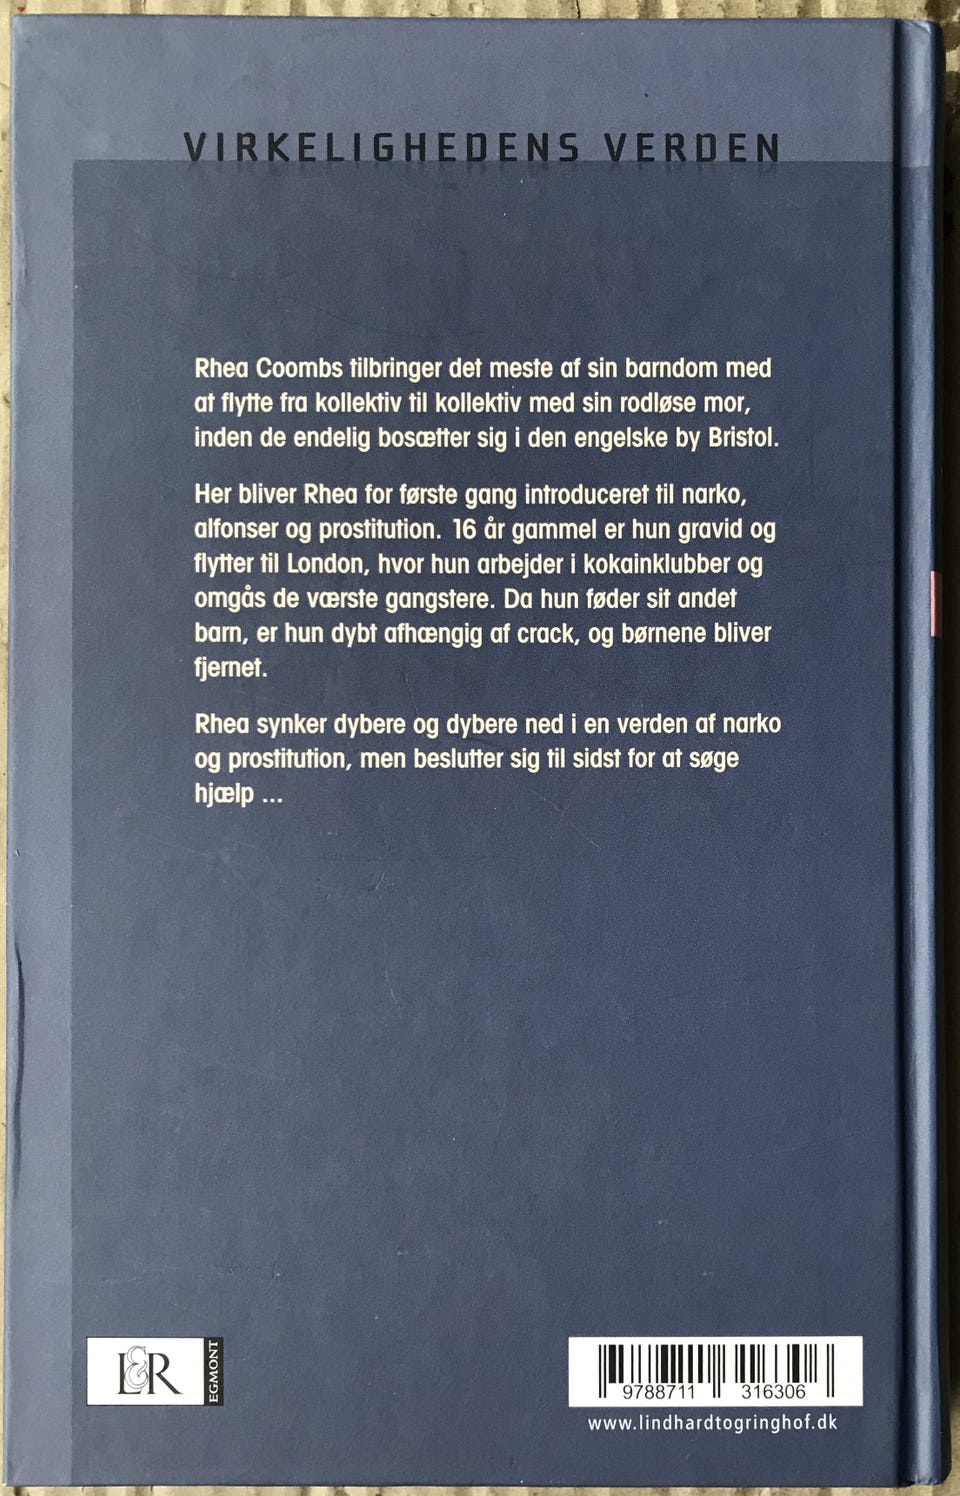 VIRKELIGHEDENS VERDEN
Rhea Coombs tilbringer det meste af sin barndom med
at flytte fra kollektiv til kollektiv med sin rodløse mor,
inden de endelig bosætter sig i den engelske by Bristol.
Her bliver Rhea for første gang introduceret til narko,
alfonser og prostitution. 16 år gammel er hun gravid og
flytter til London, hvor hun arbejder i kokainklubber og
omgås de værste gangstere. Da hun føder sit andet
barn, er hun dybt afhængig af crack, og børnene bliver
fjernet.
Rhea synker dybere og dybere ned i en verden af narko
og prostitution, men beslutter sig til sidst for at søge
hjælp ...
L&R
EGMONT
9788711 316306
www.lindhardtogringhof.dk